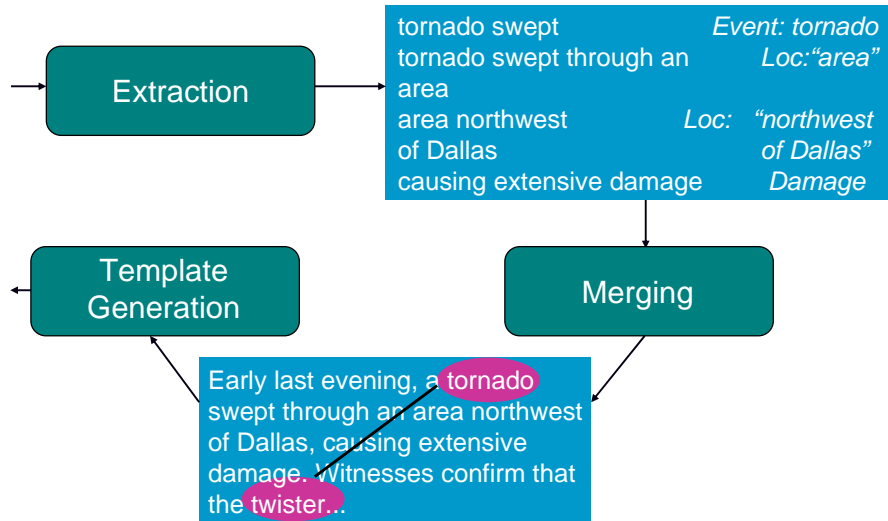 Extraction
tornado swept Event: tornado
tornado swept through an Loc:“area”
area
area northwest Loc: “northwest
of Dallas of Dallas”
causing extensive damage Damage
Template
Generation
Merging
Early last evening, a tornado
swept through an area northwest
of Dallas, causing extensive
damage. Witnesses confirm that
the twister...